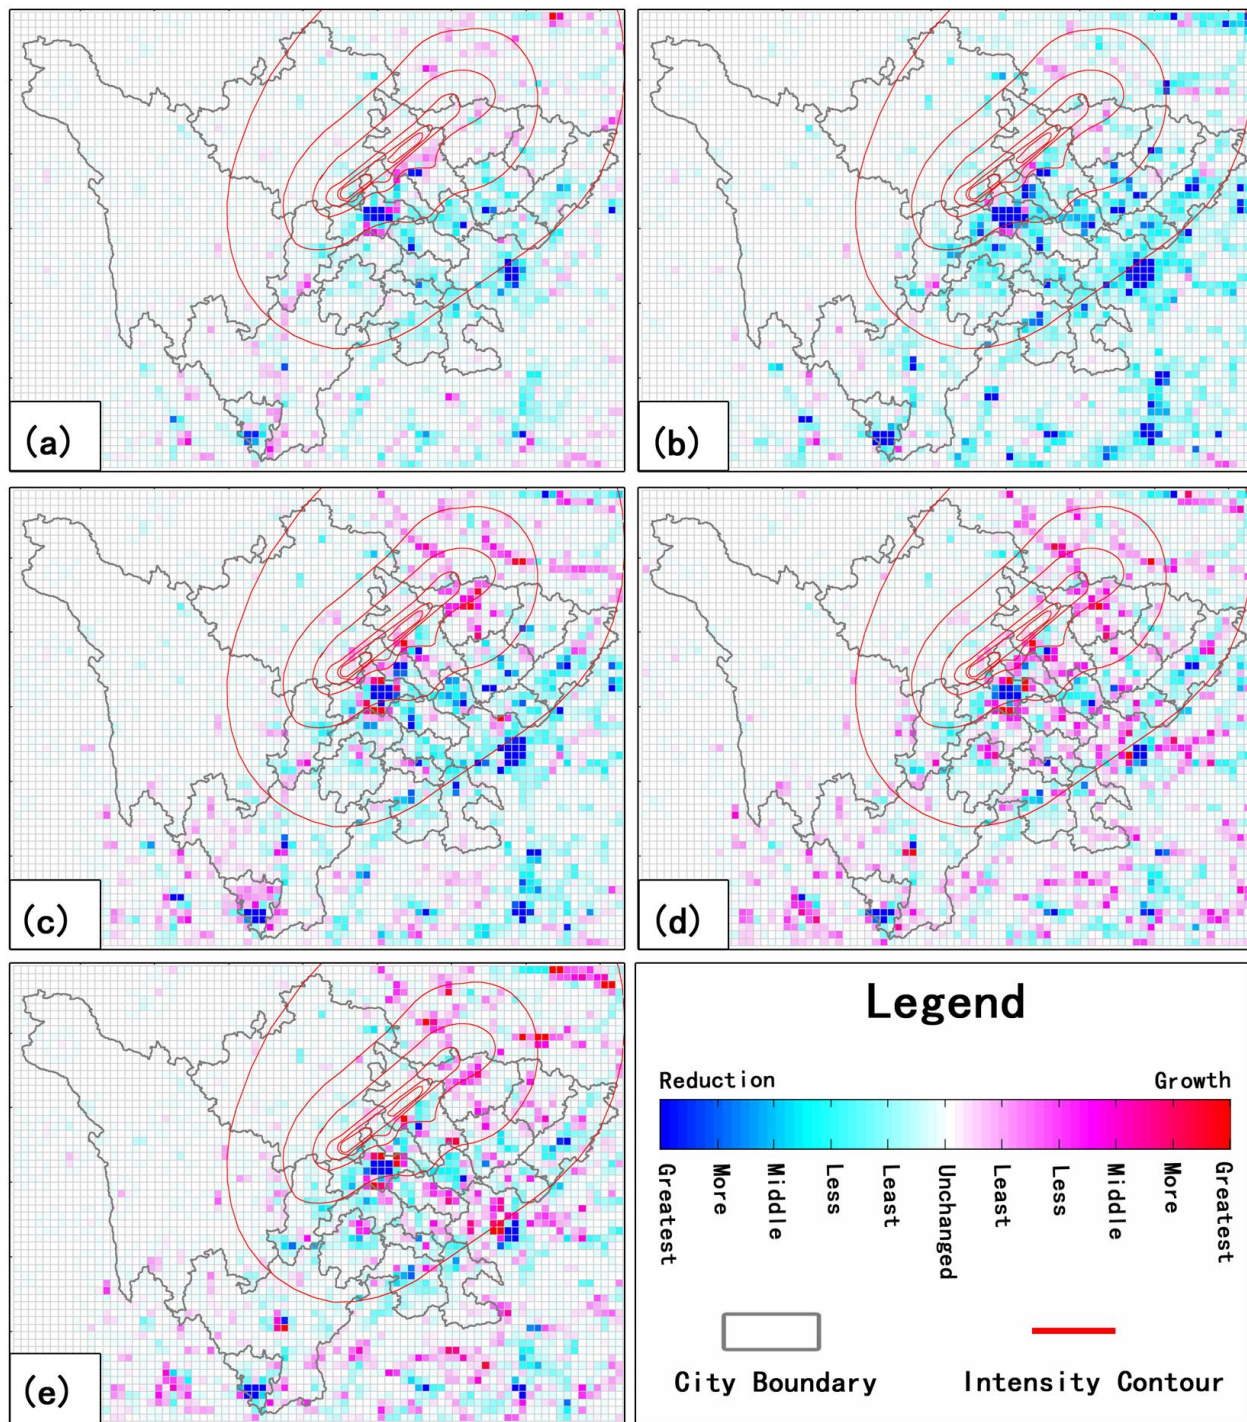 (a)
(b)
(c)
(d)
(e)
Legend
Reduction Growth
Greatest More Middle Less Least Unchanged Least Less Middle More Greatest
City Boundary Intensity Contour